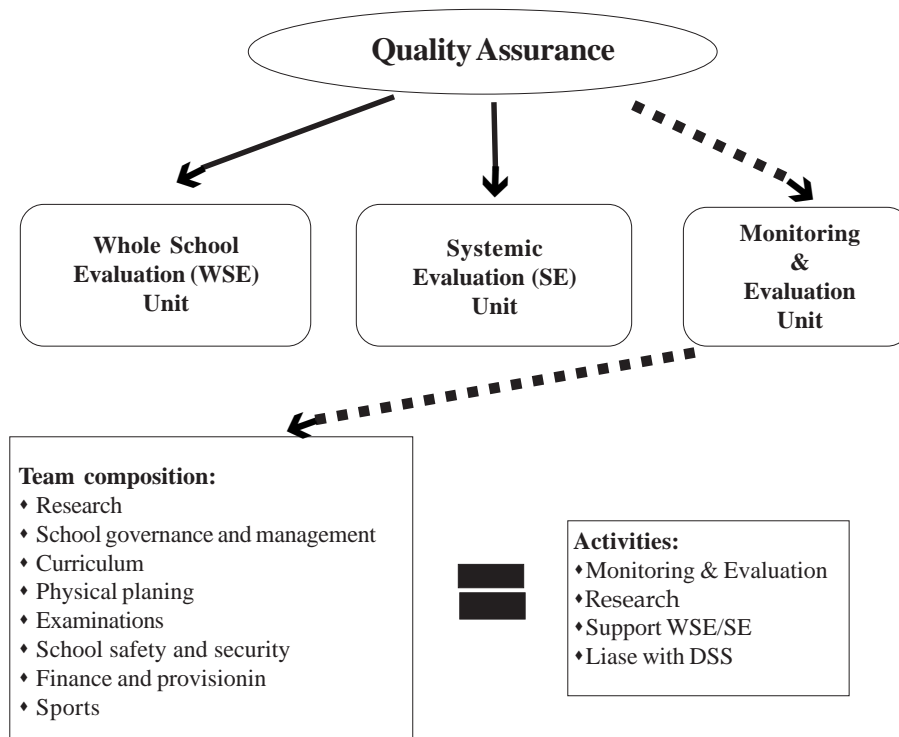 Quality Assurance
Whole School
Evaluation (WSE)
Unit
Systemic
Evaluation (SE)
Unit
Monitoring
&
Evaluation
Unit
Team composition:
♦ Research
♦ School governance and management
♦ Curriculum
♦ Physical planing
♦ Examinations
♦ School safety and security
♦ Finance and provisionin
♦ Sports
Activities:
♦Monitoring & Evaluation
♦Research
♦Support WSE/SE
♦Liase with DSS